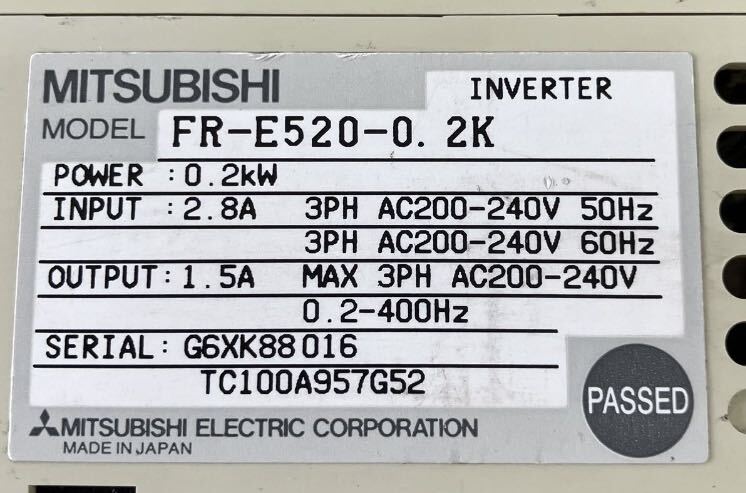 MITSUBISHI INVERTER
MODEL FR-E520-0.2K
POWER :0.2kW
INPUT :2.8A 3PH AC200-240V 50Hz
3PH AC200-240V 60Hz
OUTPUT:1.5A MAX 3PH AC200-240V
0.2-400Hz
SERIAL: G6XK88016
TC100A957G52
PASSED
MITSUBISHI ELECTRIC CORPORATION
MADE IN JAPAN